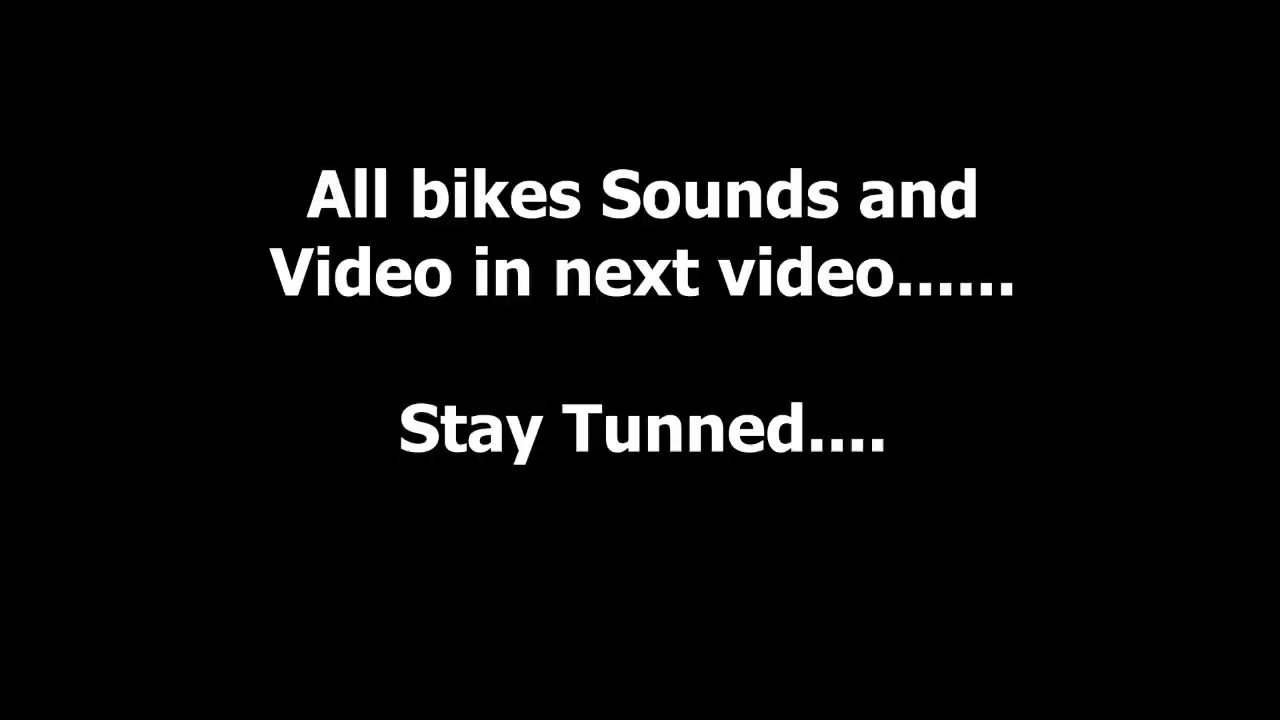 All bikes Sounds and
Video in next video......
Stay Tunned....